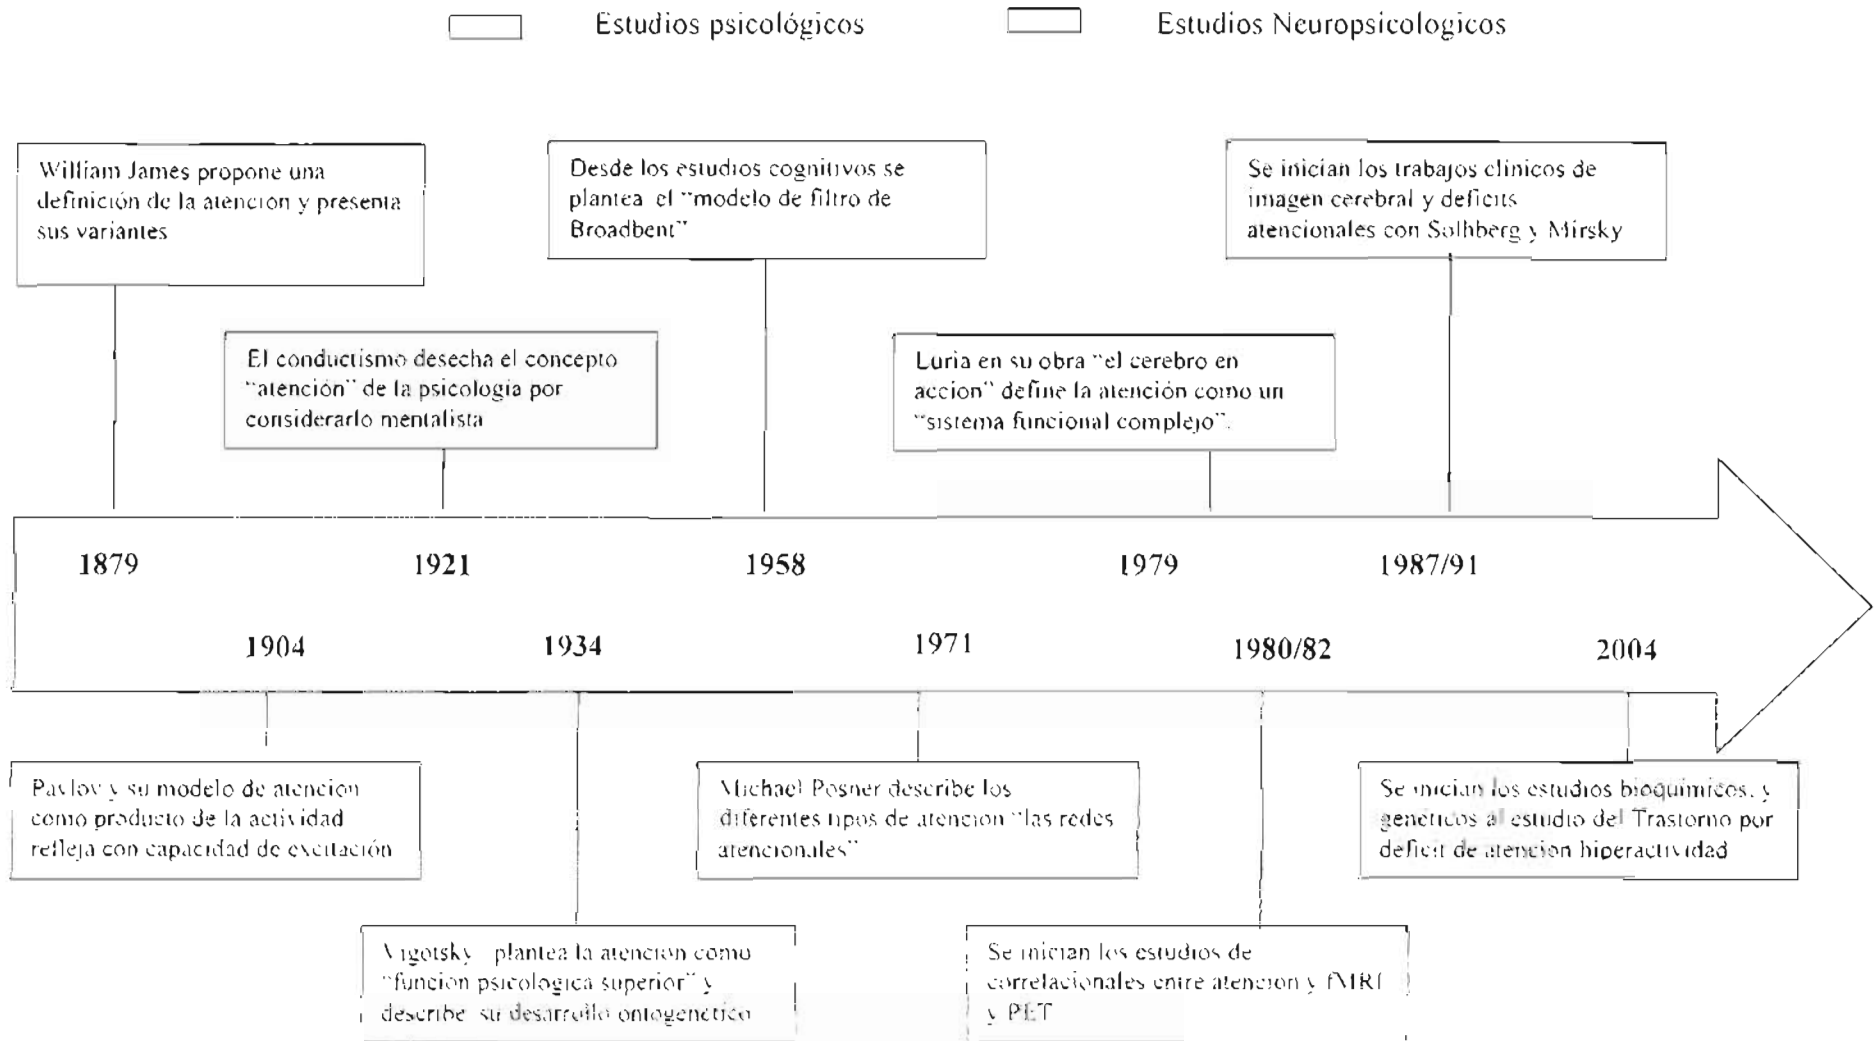 Estudios psicológicos
Estudios Neuropsicologicos
William James propone una
definición de la atencion y presenta
sus variantes
Desde los estudios cognitivos se
plantea el “modelo de filtro de
Broadbent”
Se inician los trabajos clínicos de
imagen cerebral y deficits
atencionales con Solhberg y Mirsky
El conductismo desecha el concepto
“atención” de la psicología por
considerarlo mentalista
Luria en su obra “el cerebro en
accion” define la atención como un
“sistema funcional complejo”.
1879
1921
1958
1979
1987/91
1904
1934
1971
1980/82
2004
Pavlov y su modelo de atencion
como producto de la actividad
refleja con capacidad de excitación
Michael Posner describe los
diferentes tipos de atencion “las redes
atencionales”
Se inician los estudios bioquimicos, y
geneticos al estudio del Trastorno por
deficit de atencion hiperactividad
Vigotsky plantea la atencion como
“funcion psicologica superior” y
describe su desarrollo ontogenético
Se inician los estudios de
correlacionales entre atencion y fMRI
y PET